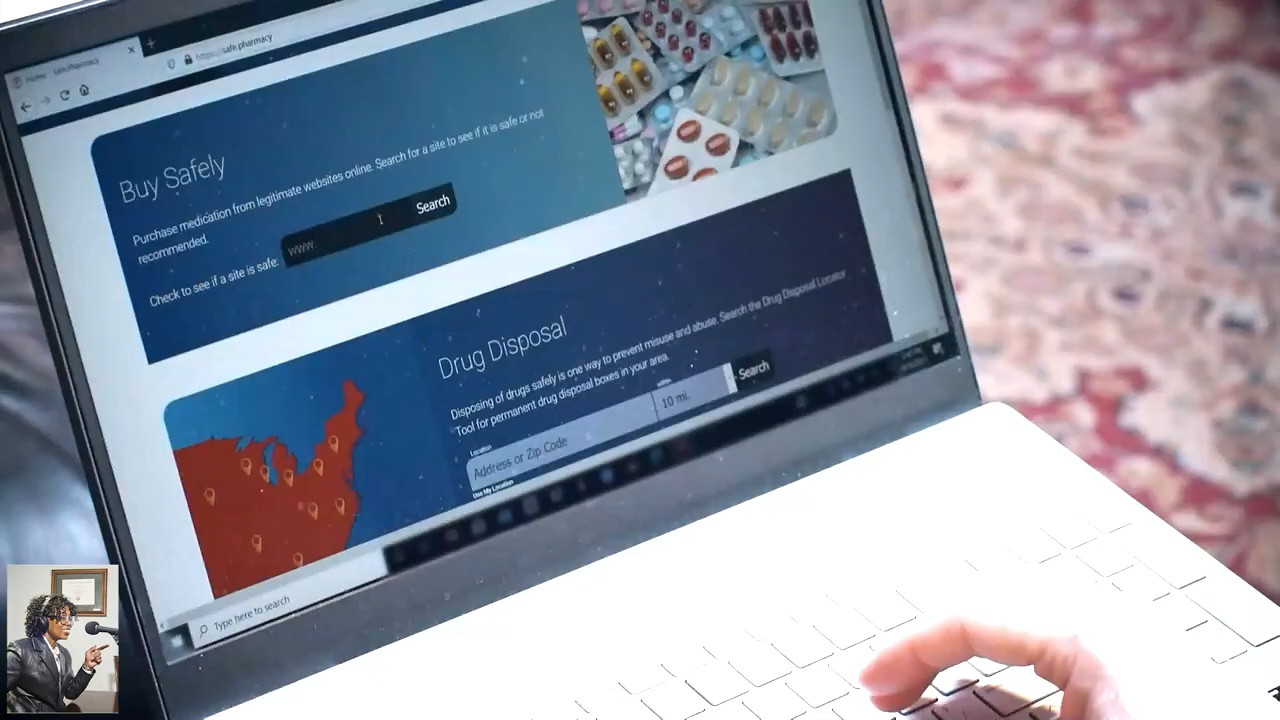 https://safe.pharmacy
Buy Safely
Purchase medication from legitimate websites online. Search for a site to see if it is safe or not
recommended.
Check to see if a site is safe:
www.
Search
Drug Disposal
Disposing of drugs safely is one way to prevent misuse and abuse. Search the Drug Disposal Locator
Tool for permanent drug disposal boxes in your area.
Location
within
Address or Zip Code
10 mi.
Search
Use My Location
Type here to search